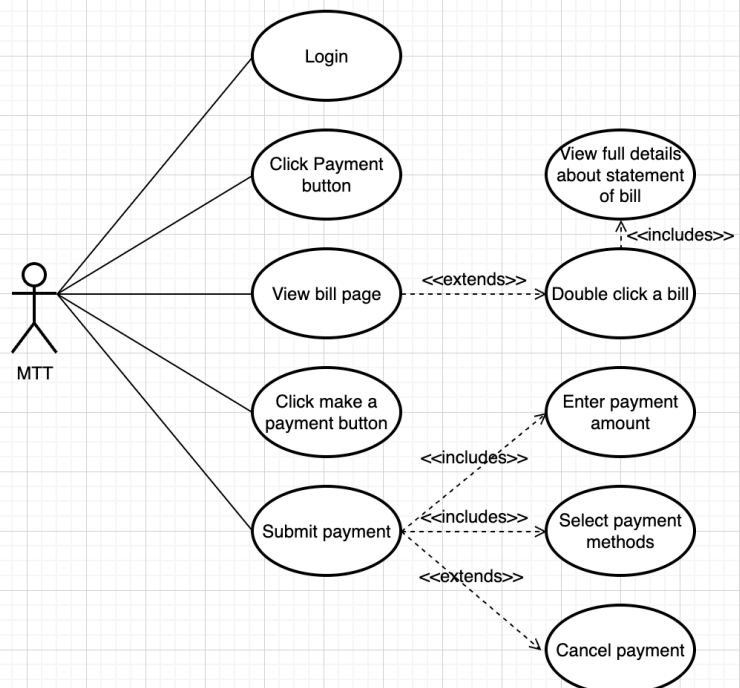 Login
Click Payment
button
View full details
about statement
of bill
<<includes>>
View bill page
<<extends>>
Double click a bill
MTT
Click make a
payment button
Enter payment
amount
<<includes>>
Submit payment
<<includes>>
Select payment
methods
<<extends>>
Cancel payment